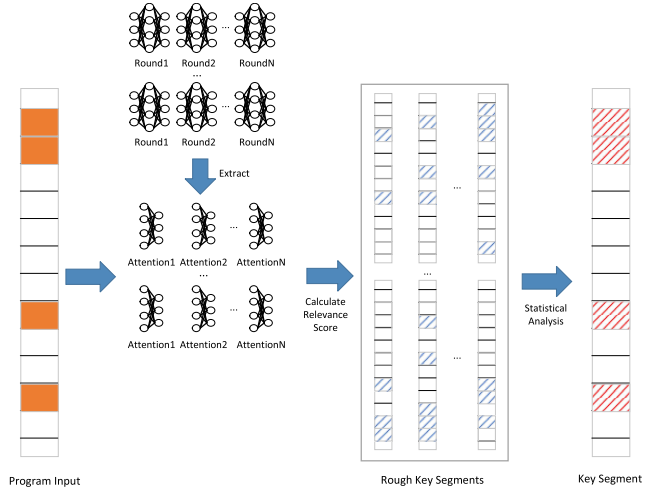 Round1 Round2 ... RoundN
...
Round1 Round2 ... RoundN
Extract
Attention1 Attention2 ... AttentionN
...
Attention1 Attention2 ... AttentionN
Calculate
Relevance
Score
...
...
...
Statistical
Analysis
Program Input
Rough Key Segments
Key Segment